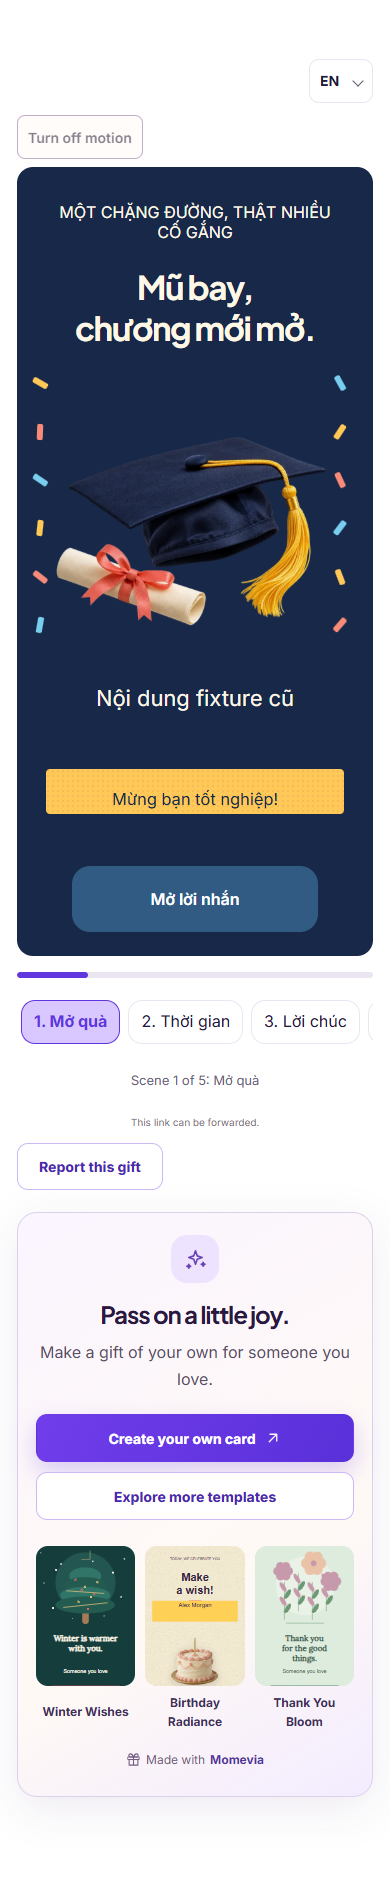 EN
Turn off motion
MỘT CHẶNG ĐƯỜNG, THẬT NHIỀU
CỐ GẮNG
Mũ bay,
chương mới mở.
Nội dung fixture cũ
Mừng bạn tốt nghiệp!
Mở lời nhắn
1. Mở quà
2. Thời gian
3. Lời chúc
Scene 1 of 5: Mở quà
This link can be forwarded.
Report this gift
Pass on a little joy.
Make a gift of your own for someone you
love.
Create your own card
Explore more templates
Winter is warmer
with you.
Someone you love
TODAY, WE CELEBRATE YOU
Make
a wish!
Alex Morgan
Thank you
for the good
things.
Someone you love
Winter Wishes
Birthday
Radiance
Thank You
Bloom
Made with Momevia